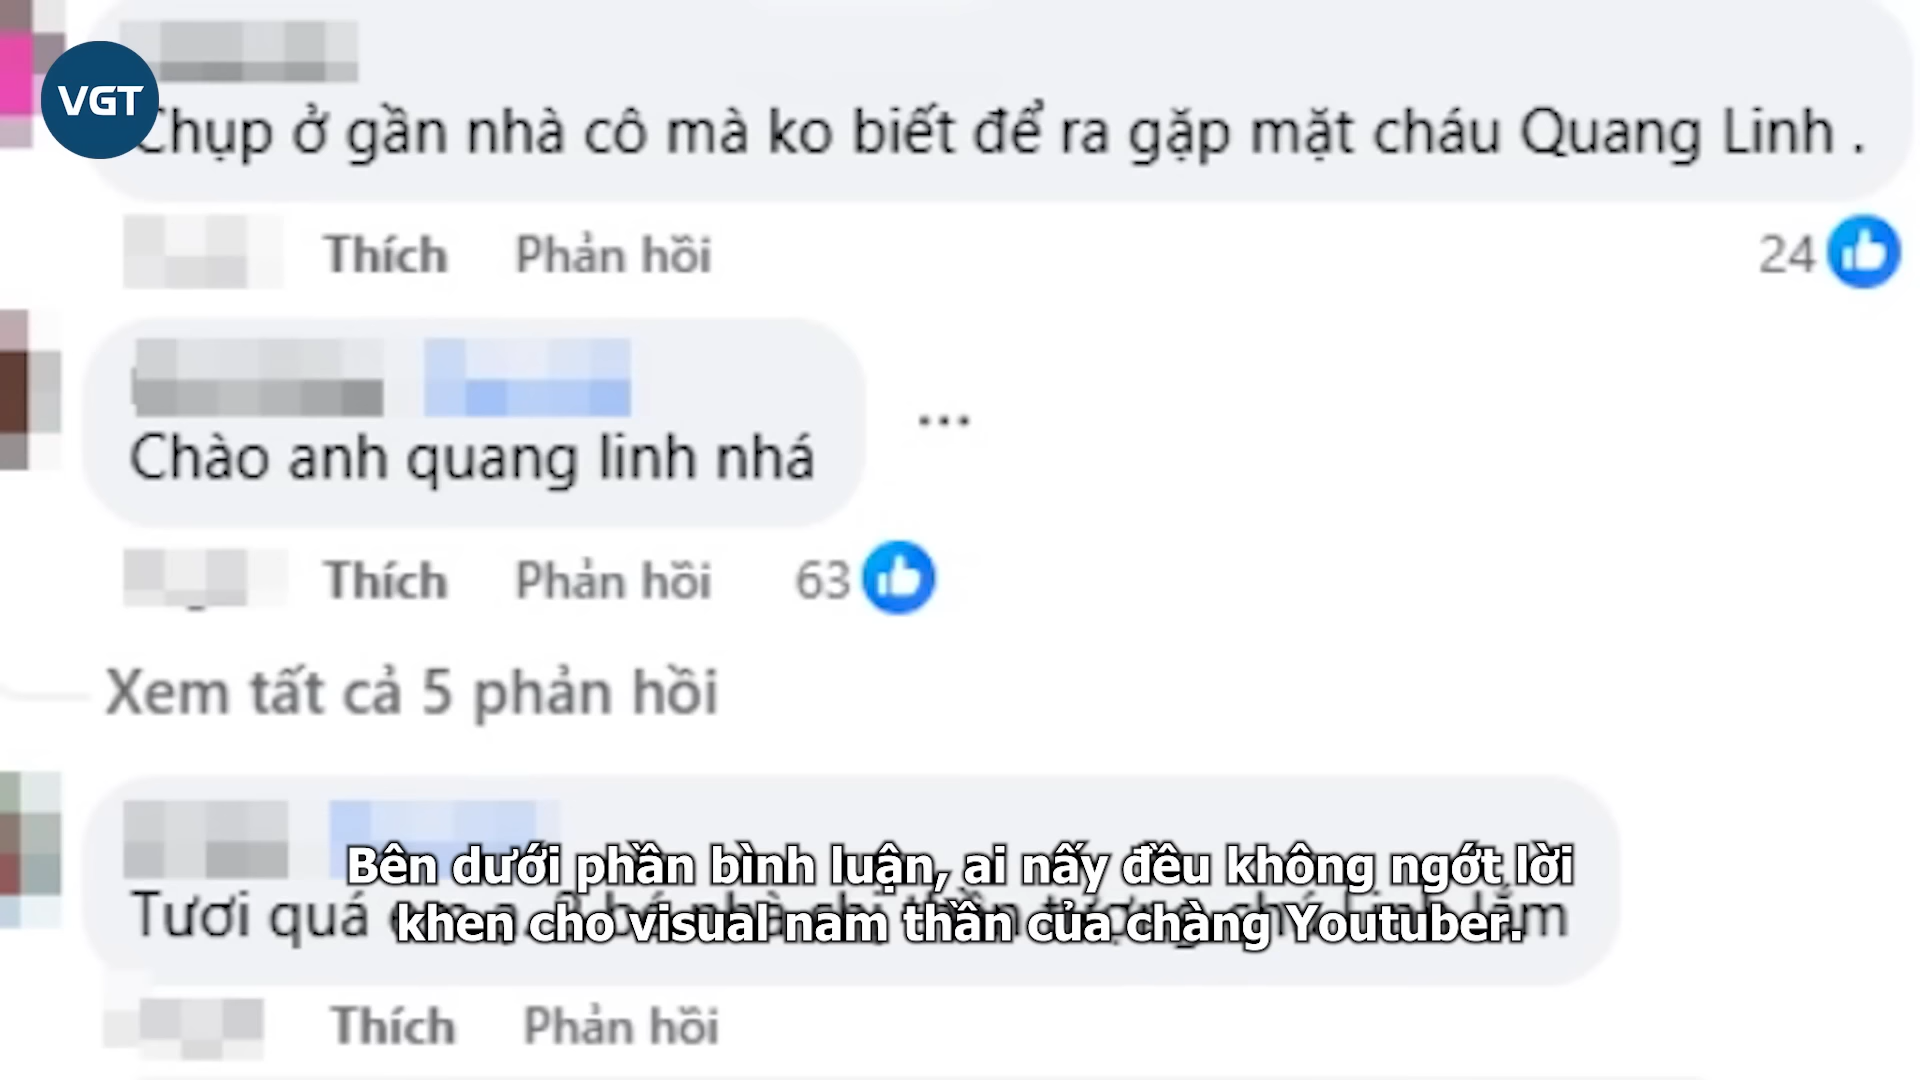 VGT
Chụp ở gần nhà cô mà ko biết để ra gặp mặt cháu Quang Linh .
Thích Phản hồi 24
Chào anh quang linh nhá
Thích Phản hồi 63
Xem tất cả 5 phản hồi
Tươi quá lắm
Bên dưới phần bình luận, ai nấy đều không ngớt lời
khen cho visual nam thần của chàng Youtuber.
Thích Phản hồi